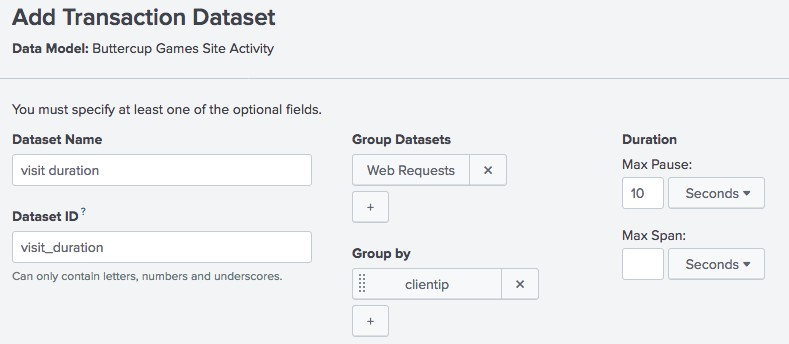 Add Transaction Dataset
Data Model: Buttercup Games Site Activity
You must specify at least one of the optional fields.
Dataset Name
visit duration
Dataset ID ?
visit_duration
Can only contain letters, numbers and underscores.
Group Datasets
Web Requests ×
+
Group by
clientip ×
+
Duration
Max Pause:
10 Seconds
Max Span:
Seconds